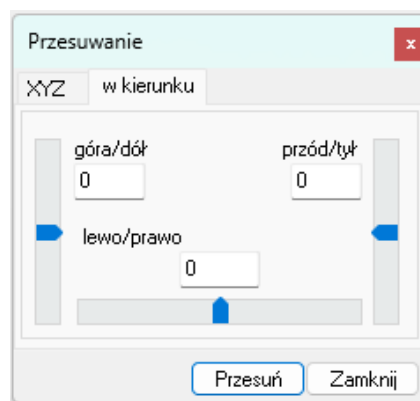 Przesuwanie
x
XYZ w kierunku
góra/dół przód/tył
0 0
lewo/prawo
0
Przesuń Zamknij